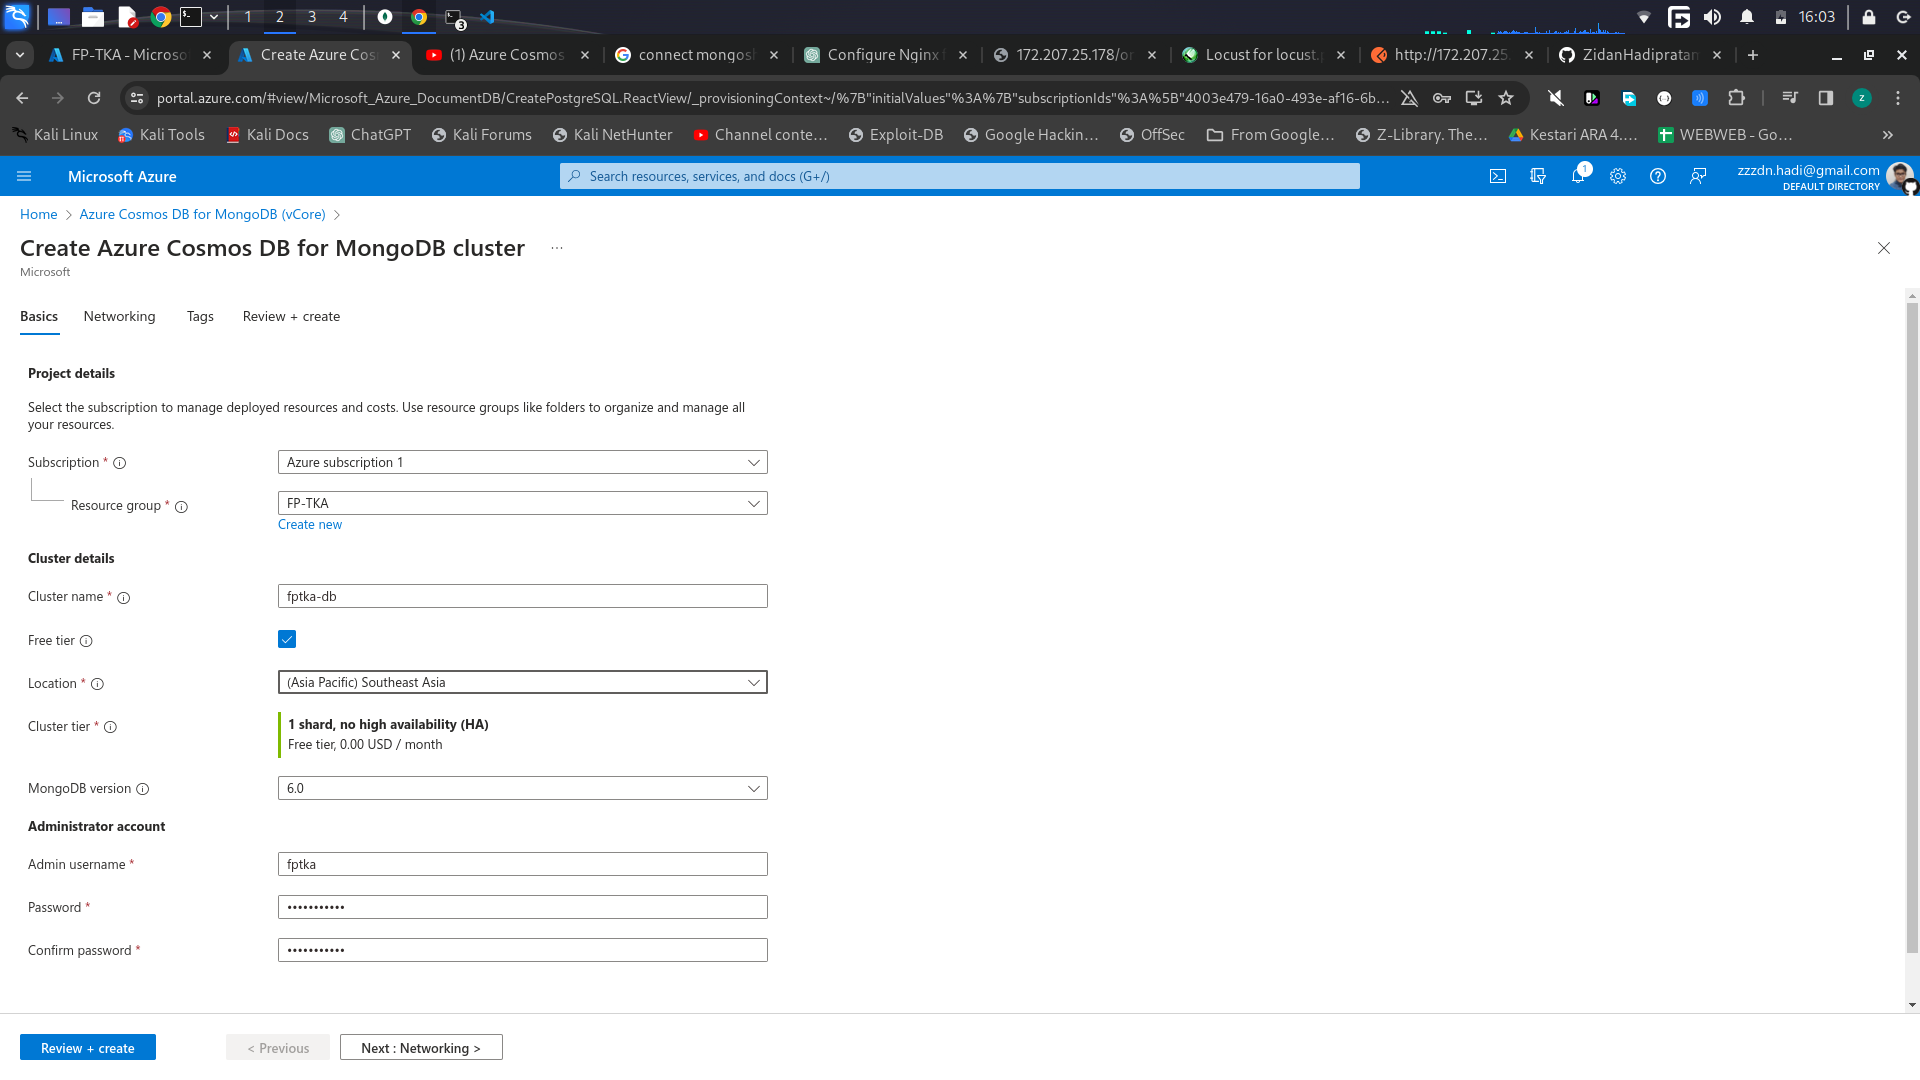 1 2 3 4 3 16:03
FP-TKA - Microso Create Azure Cos (1) Azure Cosmos connect mongosh Configure Nginx 172.207.25.178/or Locust for locust. http://172.207.25. ZidanHadipratam
portal.azure.com/#view/Microsoft_Azure_DocumentDB/CreatePostgreSQL.ReactView/_provisioningContext~/%7B"initialValues"%3A%7B"subscriptionIds"%3A%5B"4003e479-16a0-493e-af16-6b... z
Kali Linux Kali Tools Kali Docs ChatGPT Kali Forums Kali NetHunter Channel conte... Exploit-DB Google Hackin... OffSec From Google... Z-Library. The... Kestari ARA 4.... WEBWEB - Go... »
Microsoft Azure Search resources, services, and docs (G+/) 1 zzzdn.hadi@gmail.com
DEFAULT DIRECTORY
Home > Azure Cosmos DB for MongoDB (vCore) >
Create Azure Cosmos DB for MongoDB cluster ...
Microsoft
Basics Networking Tags Review + create
Project details
Select the subscription to manage deployed resources and costs. Use resource groups like folders to organize and manage all
your resources.
Subscription * Azure subscription 1
Resource group * FP-TKA
Create new
Cluster details
Cluster name * fptka-db
Free tier
Location * (Asia Pacific) Southeast Asia
Cluster tier * 1 shard, no high availability (HA)
Free tier, 0.00 USD / month
MongoDB version 6.0
Administrator account
Admin username * fptka
Password * •••••••••••
Confirm password * •••••••••••
Review + create < Previous Next : Networking >